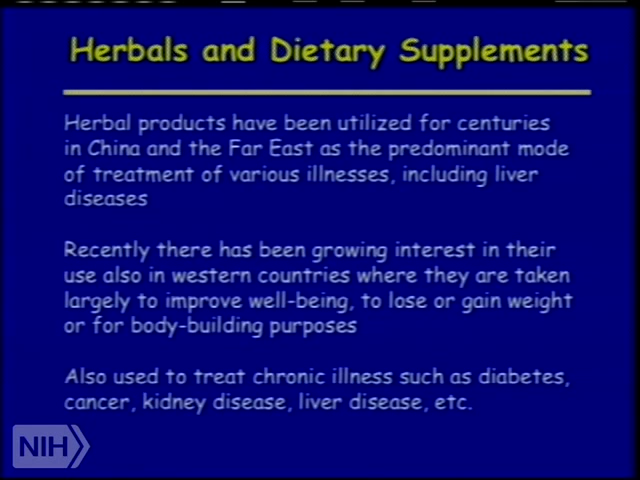 Herbals and Dietary Supplements
Herbal products have been utilized for centuries
in China and the Far East as the predominant mode
of treatment of various illnesses, including liver
diseases
Recently there has been growing interest in their
use also in western countries where they are taken
largely to improve well-being, to lose or gain weight
or for body-building purposes
Also used to treat chronic illness such as diabetes,
cancer, kidney disease, liver disease, etc.
NIH